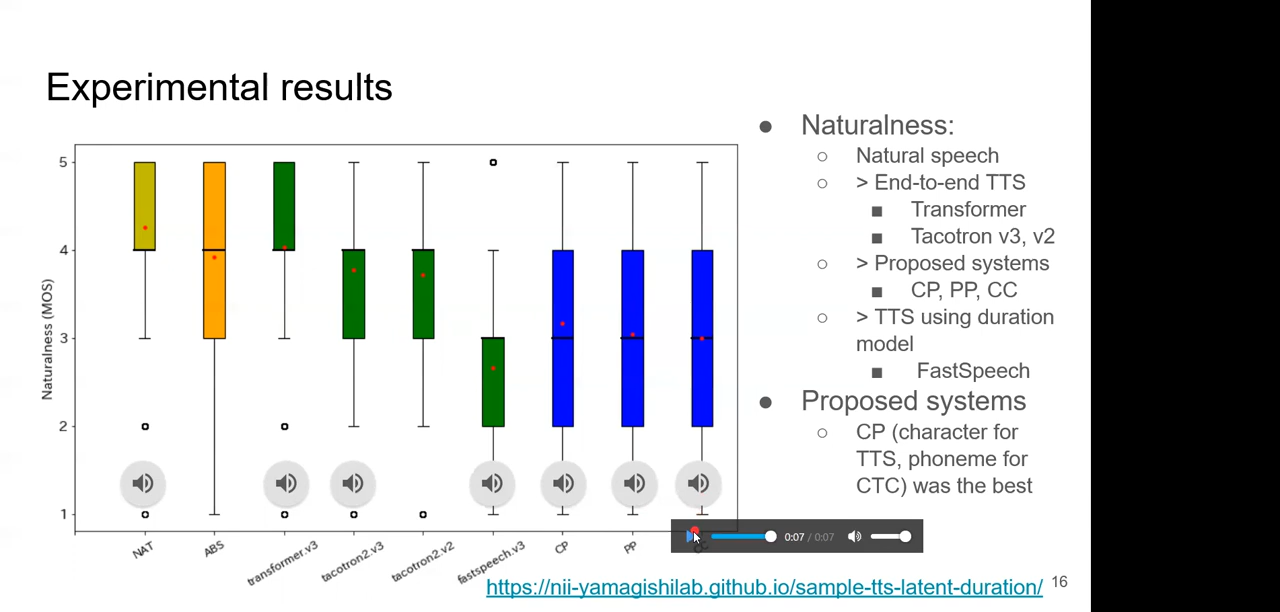 Experimental results
Naturalness (MOS)
5
4
3
2
1
NAT
ABS
transformer.v3
tacotron2.v3
tacotron2.v2
fastspeech.v3
CP
PP
● Naturalness:
○ Natural speech
○ > End-to-end TTS
■ Transformer
■ Tacotron v3, v2
○ > Proposed systems
■ CP, PP, CC
○ > TTS using duration
model
■ FastSpeech
● Proposed systems
○ CP (character for
TTS, phoneme for
CTC) was the best
0:07 / 0:07
https://nii-yamagishilab.github.io/sample-tts-latent-duration/
16